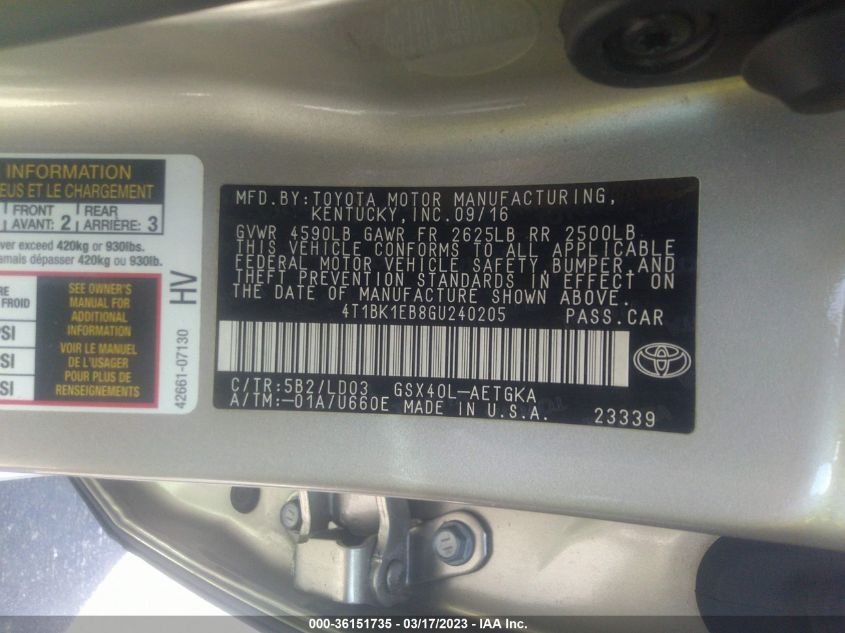 INFORMATION
EUS ET LE CHARGEMENT
FRONT 2 REAR 3
AVANT: ARRIÈRE:
ver exceed 420kg or 930lbs.
amais dépasser 420kg ou 930lb.
RE
FROID
SEE OWNER'S
MANUAL FOR
ADDITIONAL
INFORMATION
VOIR LE MANUEL
DE L'USAGER
POUR PLUS DE
RENSEIGNEMENTS
PSI
SI
SI
HV
42661-07130
MFD.BY:TOYOTA MOTOR MANUFACTURING,
KENTUCKY,INC.09/16
GVWR 4590LB GAWR FR 2625LB RR 2500LB
THIS VEHICLE CONFORMS TO ALL APPLICABLE
FEDERAL MOTOR VEHICLE SAFETY,BUMPER,AND
THEFT PREVENTION STANDARDS IN EFFECT ON
THE DATE OF MANUFACTURE SHOWN ABOVE.
4T1BK1EB8GU240205 PASS.CAR
C/TR:5B2/LD03 GSX40L-AETGKA
A/TM:-01A/U660E MADE IN U.S.A. 23339
000-36151735 - 03/17/2023 - IAA Inc.